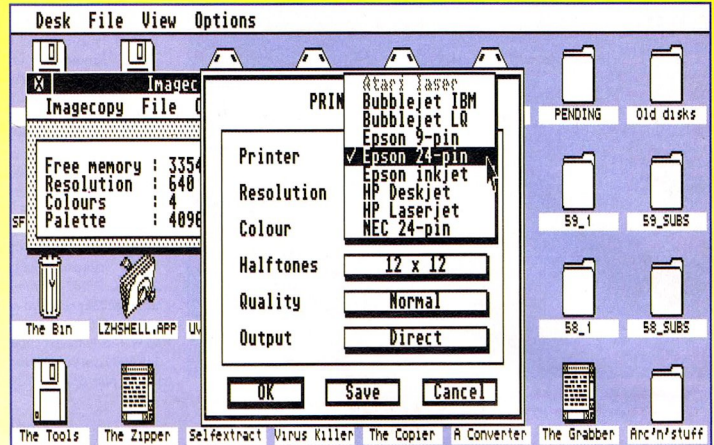 Desk File View Options
Imagec
Imagecopy File
Free memory : 3354
Resolution : 640
Colours : 4
Palette : 4096
PRIN
Printer
Resolution
Colour
Halftones 12 x 12
Quality Normal
Output Direct
OK Save Cancel
Atari laser
Bubblejet IBM
Bubblejet LQ
Epson 9-pin
✓ Epson 24-pin
Epson inkjet
HP Deskjet
HP Laserjet
NEC 24-pin
PENDING Old disks
SF
59_1 59_SUBS
The Bin LZHSHELL.APP UV 58_1 58_SUBS
The Tools The Zipper Selfextract Virus Killer The Copier A Converter The Grabber Arc'n'stuff